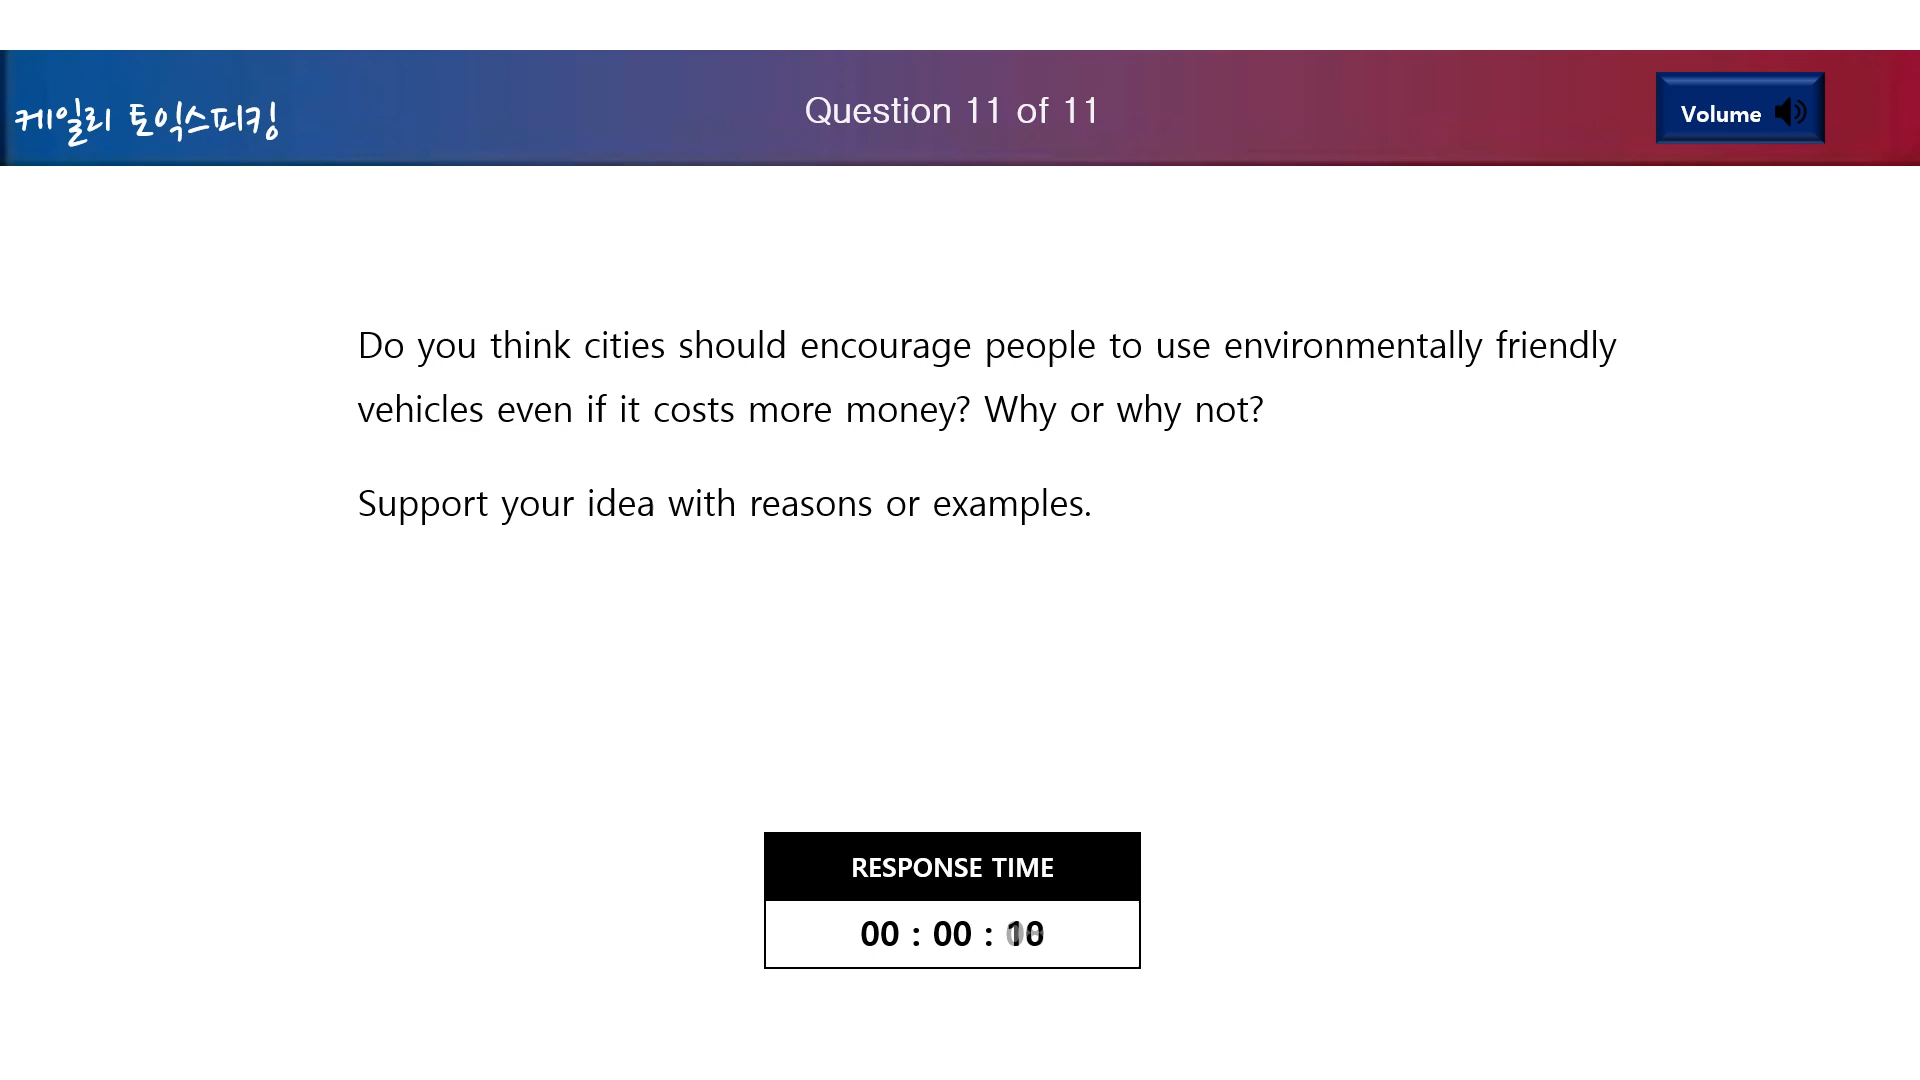 케일리 토익스피킹
Question 11 of 11
Volume
Do you think cities should encourage people to use environmentally friendly
vehicles even if it costs more money? Why or why not?
Support your idea with reasons or examples.
RESPONSE TIME
00 : 00 : 10